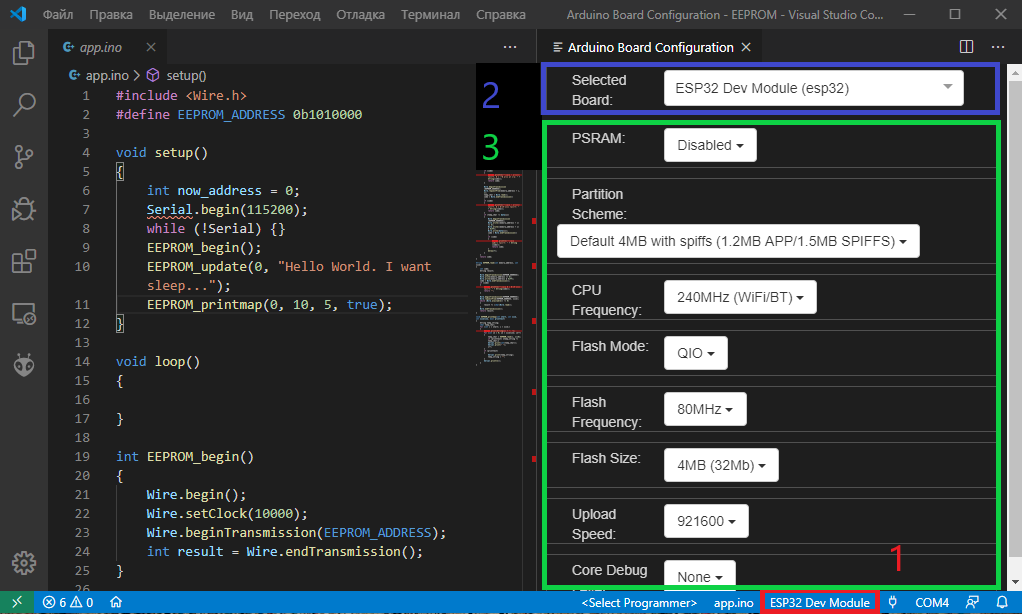 Файл Правка Выделение Вид Переход Отладка Терминал Справка Arduino Board Configuration - EEPROM - Visual Studio Co...
app.ino
Arduino Board Configuration
app.ino > setup()
1 #include <Wire.h>
2 #define EEPROM_ADDRESS 0b1010000
3
4 void setup()
5 {
6 int now_address = 0;
7 Serial.begin(115200);
8 while (!Serial) {}
9 EEPROM_begin();
10 EEPROM_update(0, "Hello World. I want
sleep...");
11 EEPROM_printmap(0, 10, 5, true);
12 }
13
14 void loop()
15 {
16
17 }
18
19 int EEPROM_begin()
20 {
21 Wire.begin();
22 Wire.setClock(10000);
23 Wire.beginTransmission(EEPROM_ADDRESS);
24 int result = Wire.endTransmission();
25 }
26
2
3
Selected
Board:
ESP32 Dev Module (esp32)
PSRAM:
Disabled
Partition
Scheme:
Default 4MB with spiffs (1.2MB APP/1.5MB SPIFFS)
CPU
Frequency:
240MHz (WiFi/BT)
Flash Mode:
QIO
Flash
Frequency:
80MHz
Flash Size:
4MB (32Mb)
Upload
Speed:
921600
Core Debug
None
1
6 0 <Select Programmer> app.ino ESP32 Dev Module COM4